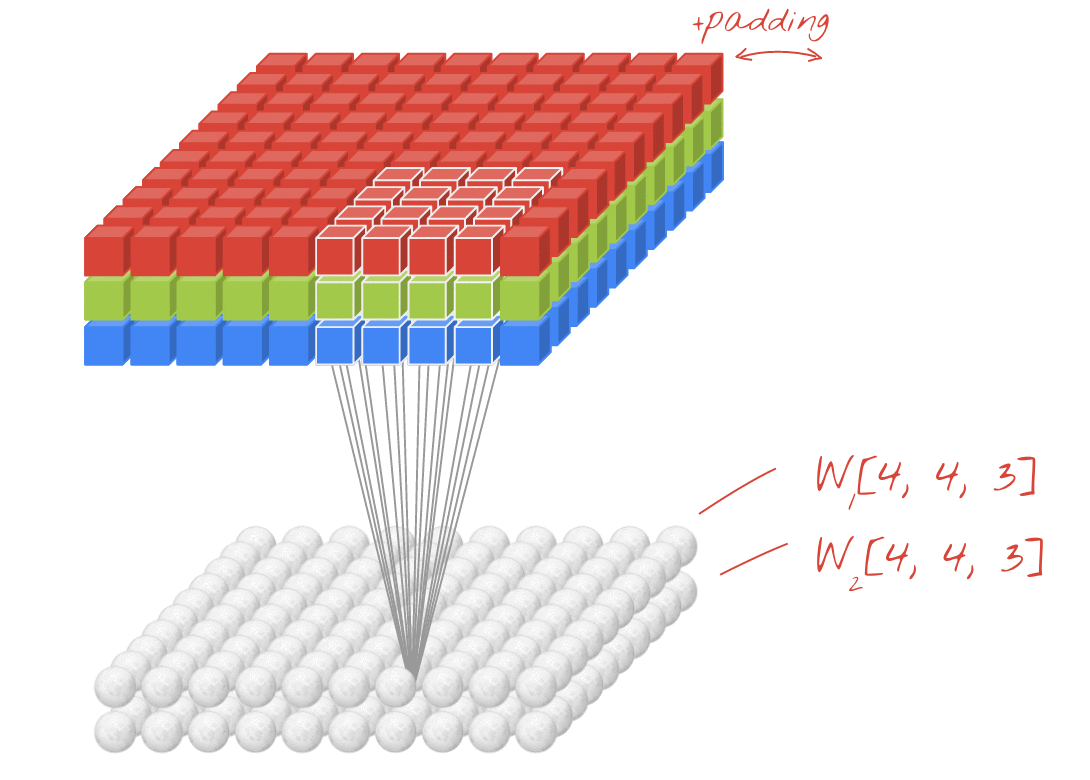 +padding
W₁[4, 4, 3]
W₂[4, 4, 3]